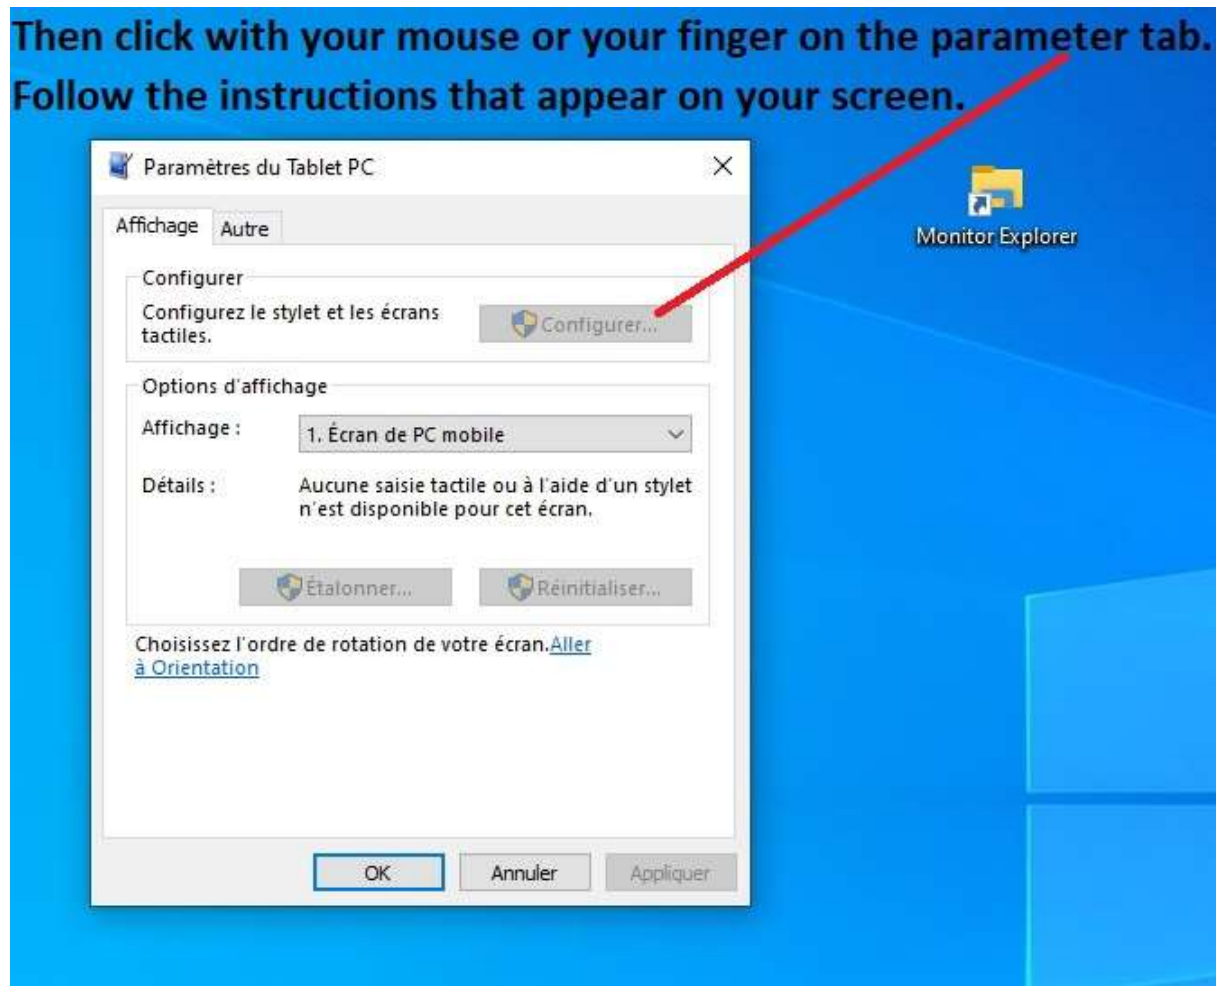 Then click with your mouse or your finger on the parameter tab.
Follow the instructions that appear on your screen.
Paramètres du Tablet PC
Monitor Explorer
Affichage
Autre
Configurer
Configurez le stylet et les écrans
tactiles.
Configurer...
Options d'affichage
Affichage :
1. Écran de PC mobile
Détails :
Aucune saisie tactile ou à l'aide d'un stylet
n'est disponible pour cet écran.
Étalonner...
Réinitialiser...
Choisissez l'ordre de rotation de votre écran.Aller
à Orientation
OK
Annuler
Appliquer